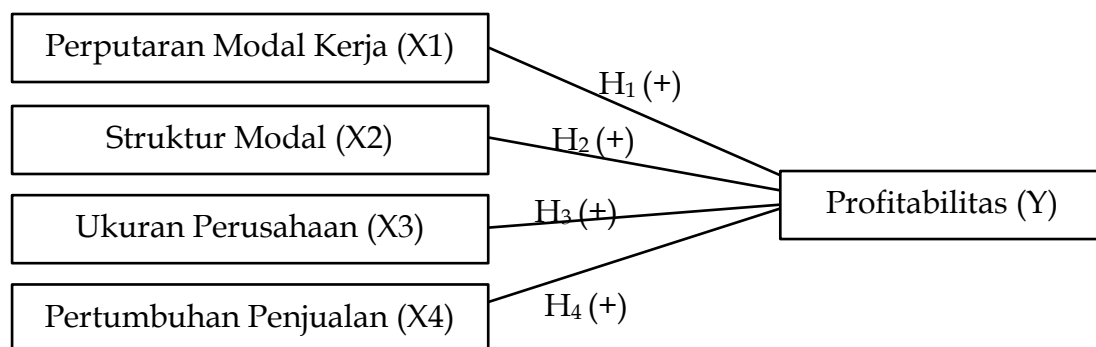 Perputaran Modal Kerja (X1)
H₁ (+)
Struktur Modal (X2)
H₂ (+)
Profitabilitas (Y)
Ukuran Perusahaan (X3)
H₃ (+)
Pertumbuhan Penjualan (X4)
H₄ (+)